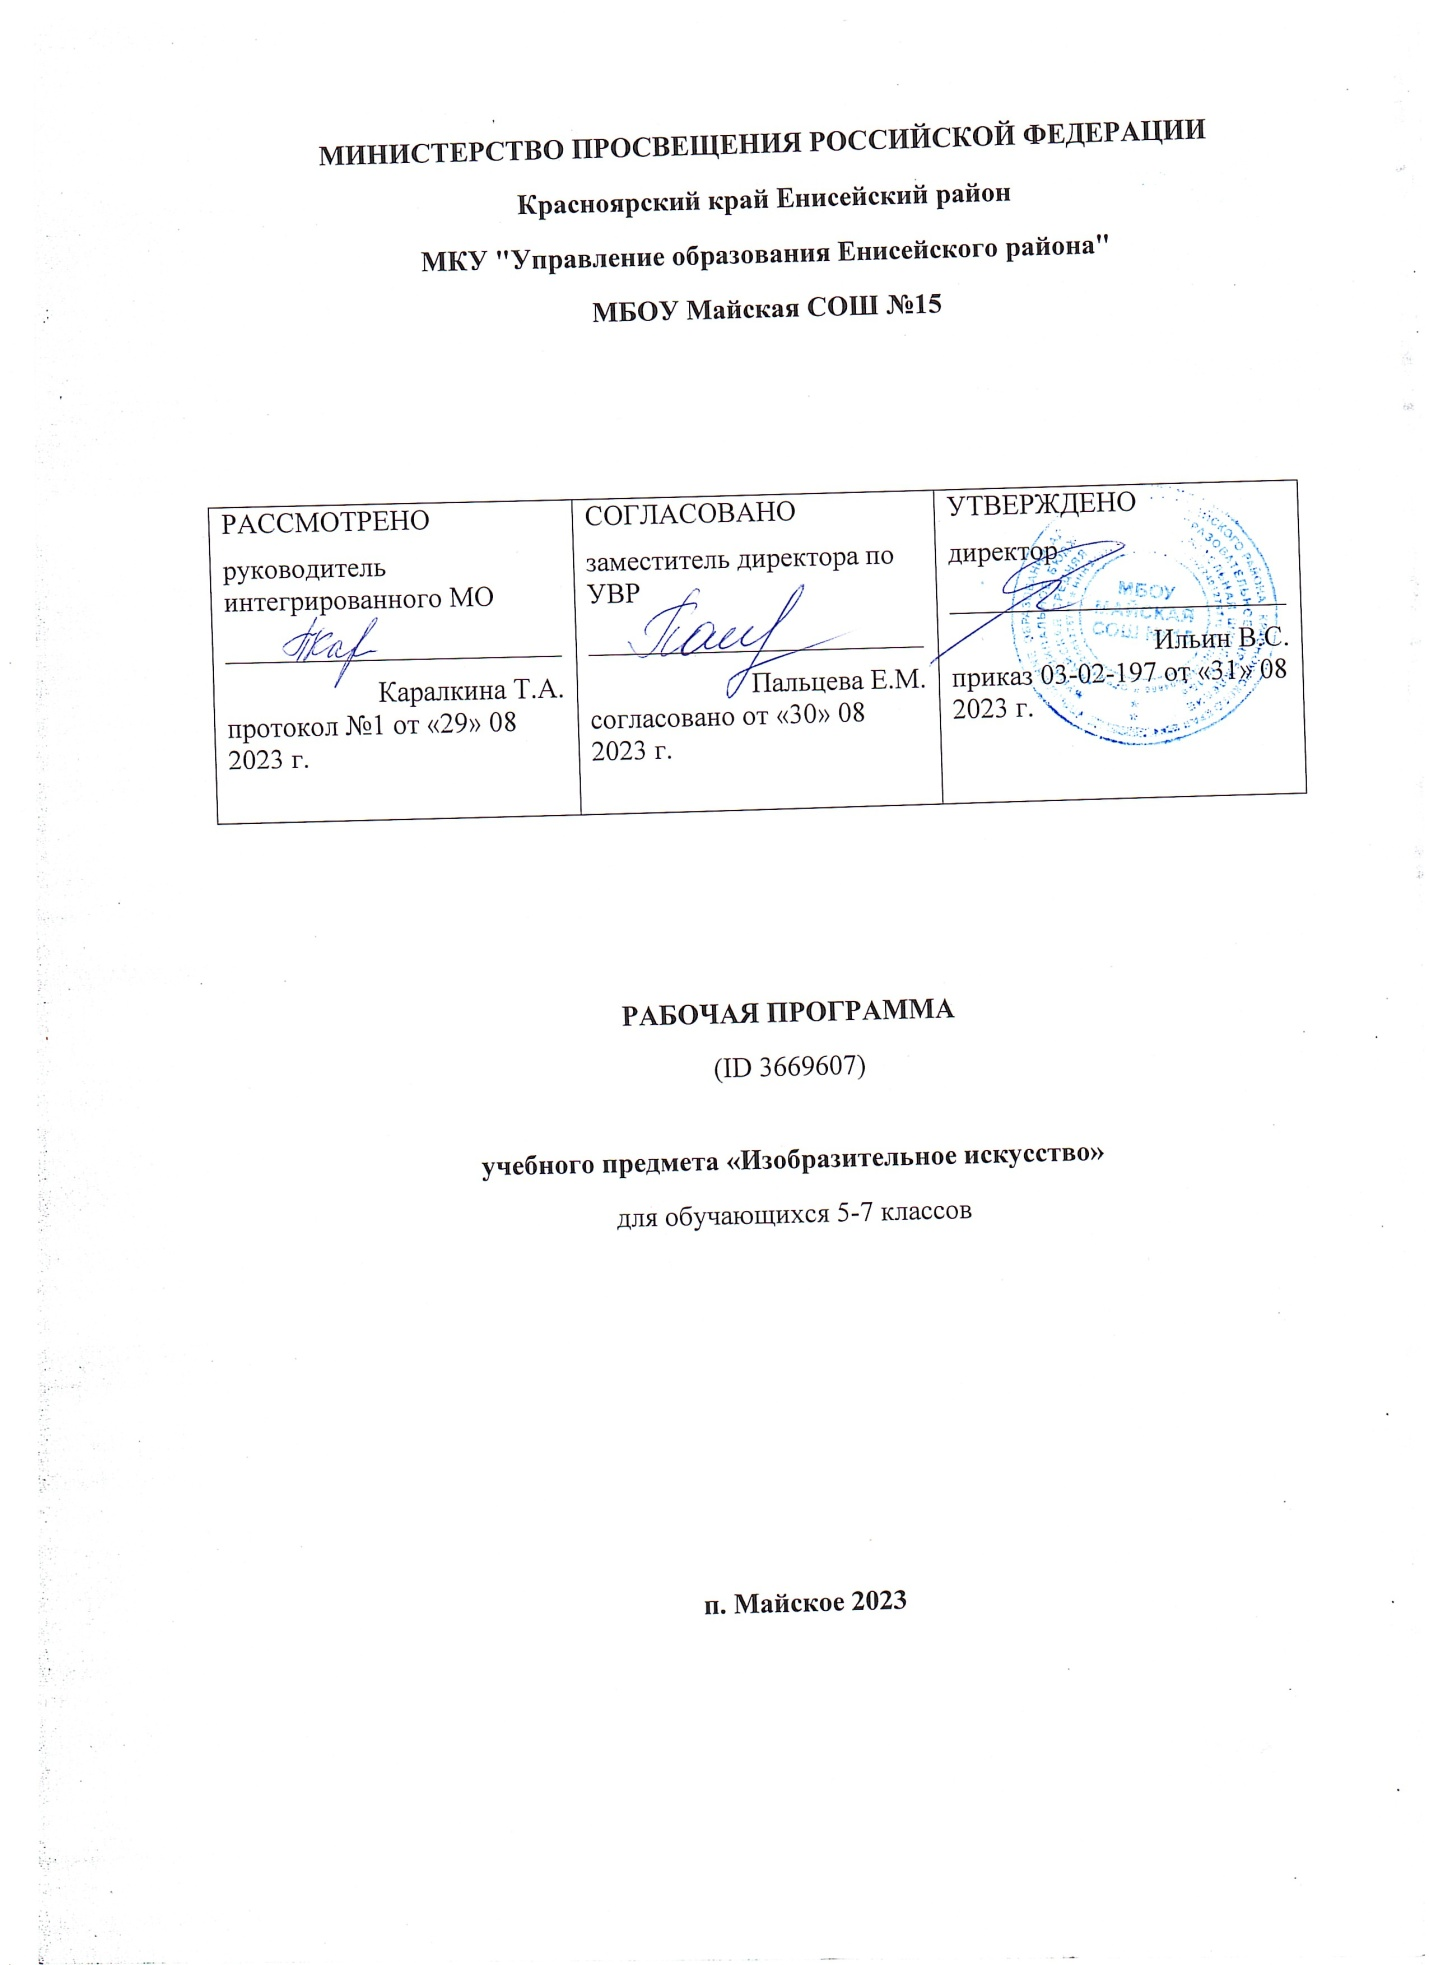 МИНИСТЕРСТВО ПРОСВЕЩЕНИЯ РОССИЙСКОЙ ФЕДЕРАЦИИ
Красноярский край Енисейский район
МКУ "Управление образования Енисейского района"
МБОУ Майская СОШ №15
РАССМОТРЕНО
руководитель
интегрированного МО
Каралкина Т.А.
протокол №1 от «29» 08
2023 г.
СОГЛАСОВАНО
заместитель директора по
УВР
Пальцева Е.М.
согласовано от «30» 08
2023 г.
УТВЕРЖДЕНО
директор
Ильин В.С.
приказ 03-02-197 от «31» 08
2023 г.
МБОУ
МАЙСКАЯ
СОШ
РАБОЧАЯ ПРОГРАММА
(ID 3669607)
учебного предмета «Изобразительное искусство»
для обучающихся 5-7 классов
п. Майское 2023